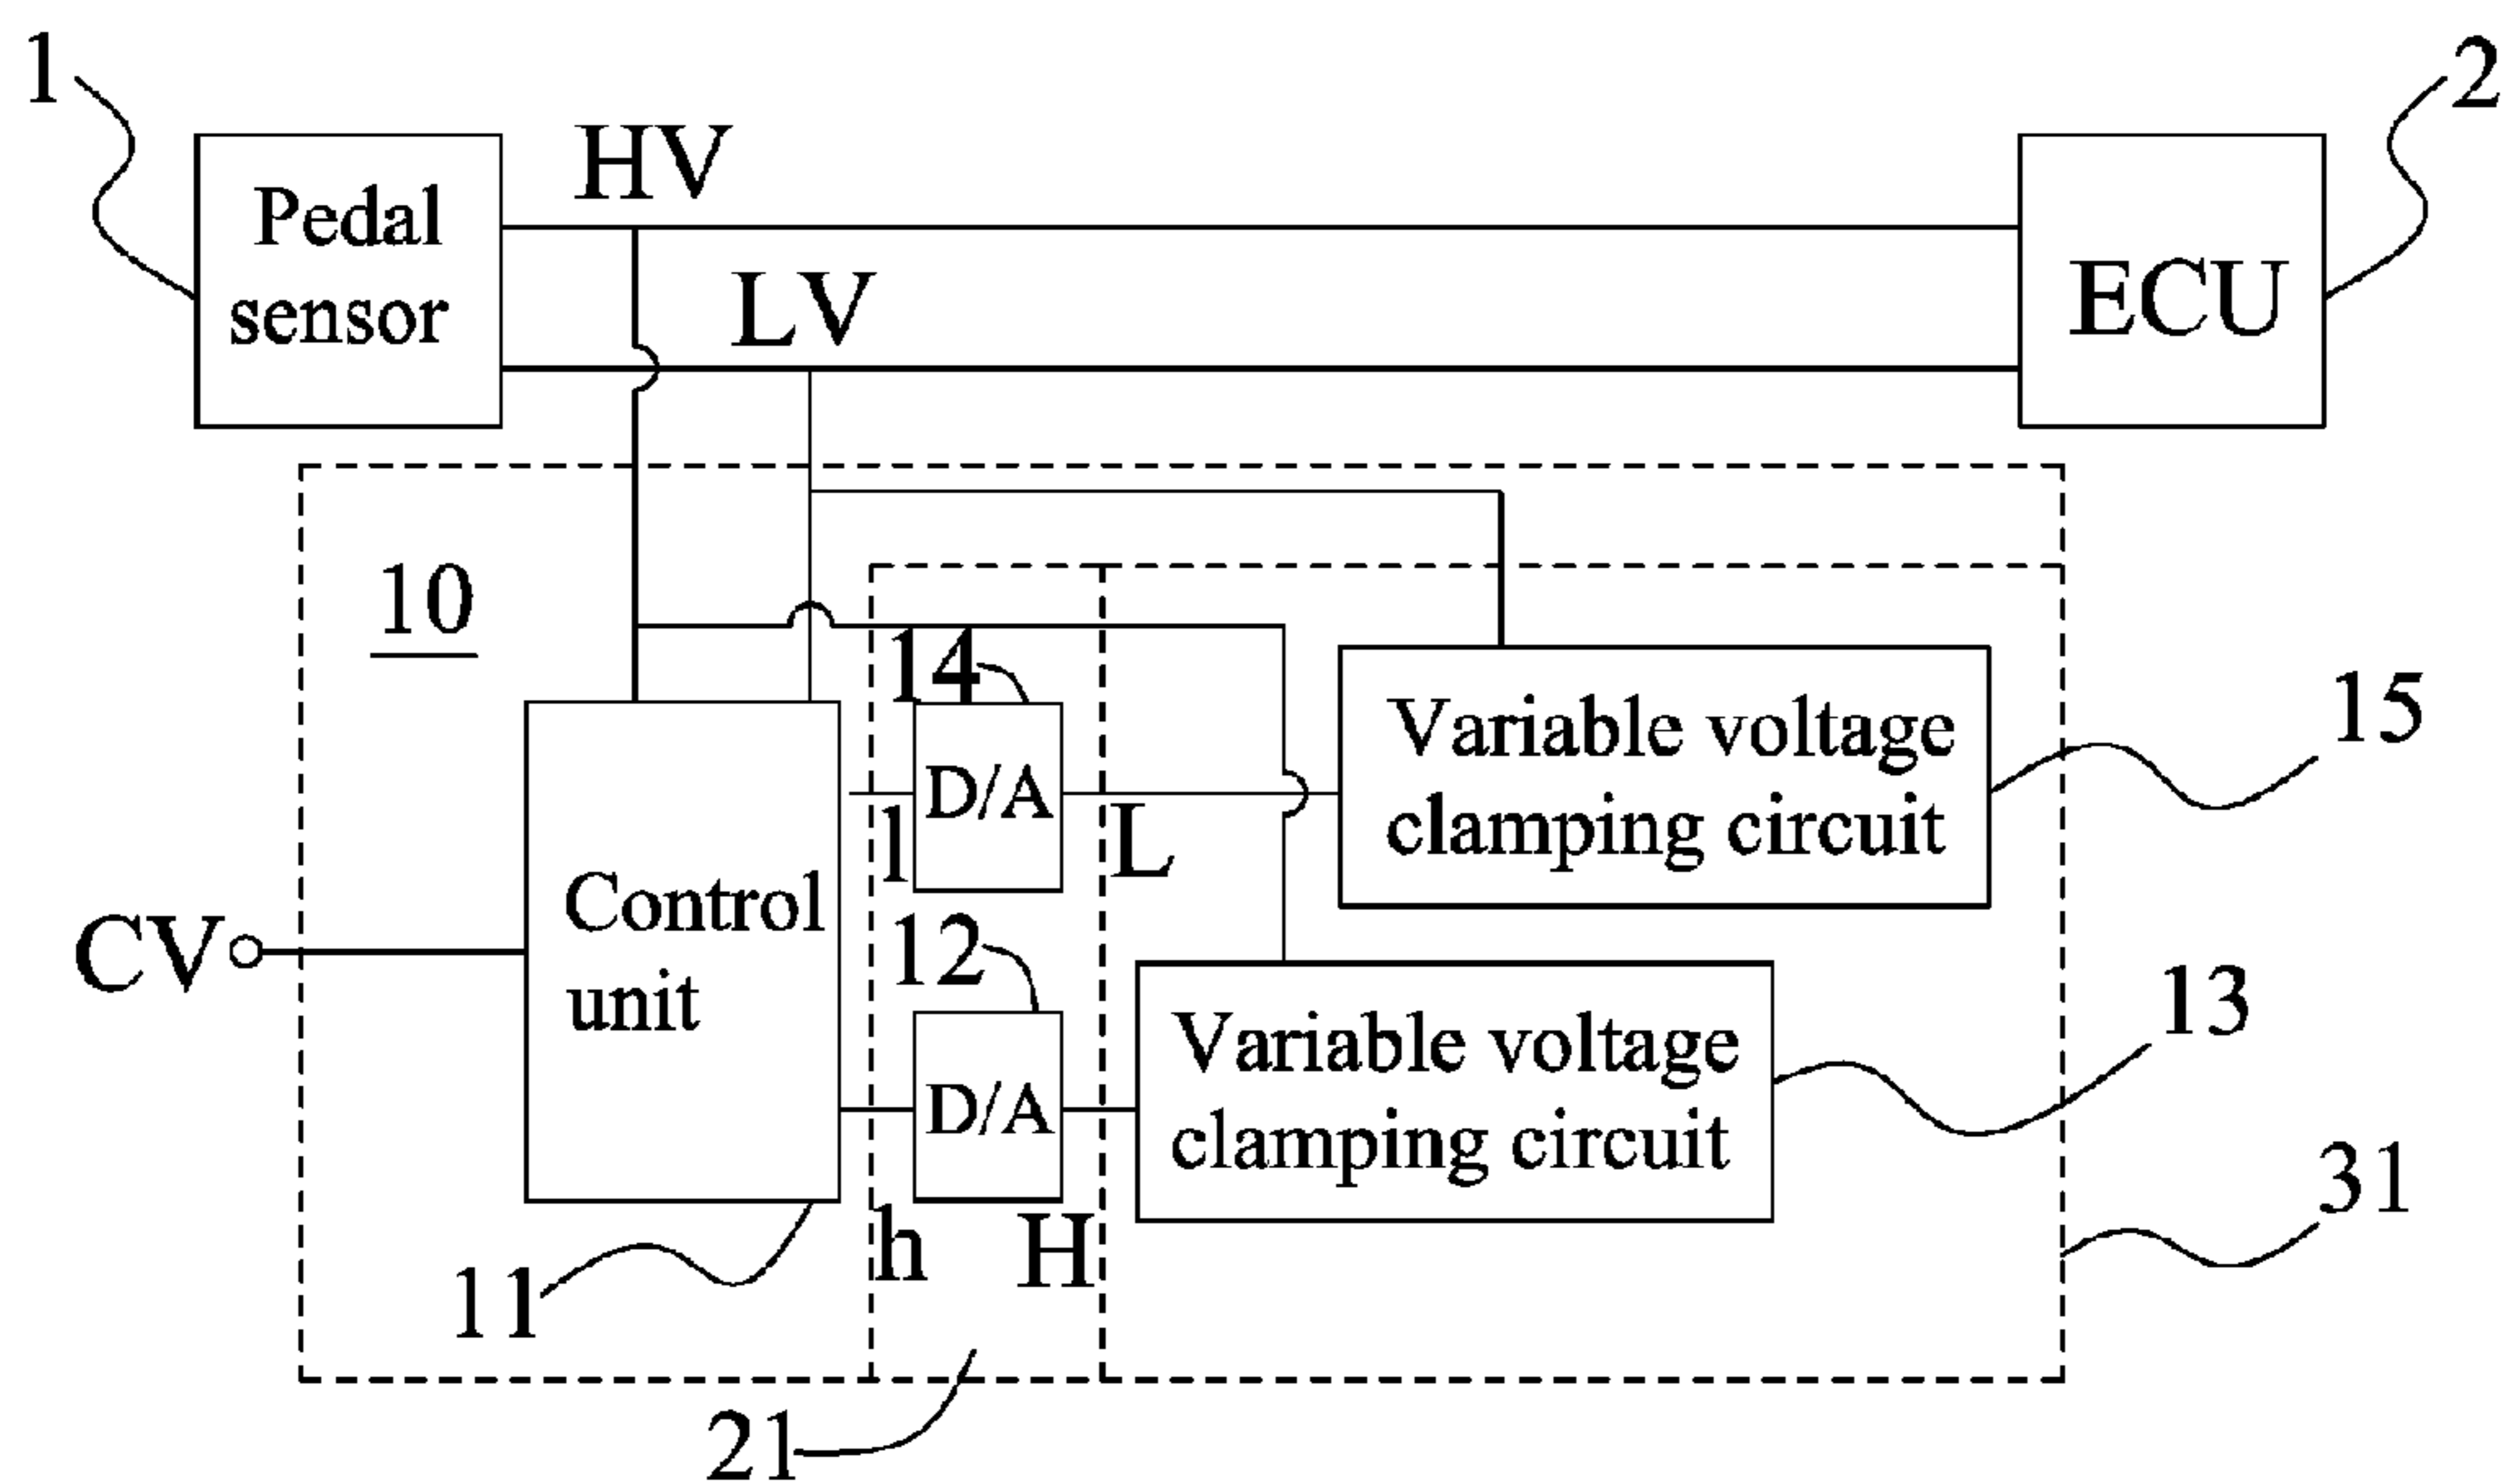 1
2
HV
Pedal
sensor
LV
ECU
10
14
15
Variable voltage
clamping circuit
D/A
l
L
Control
unit
CV
12
13
Variable voltage
clamping circuit
D/A
31
h
H
11
21